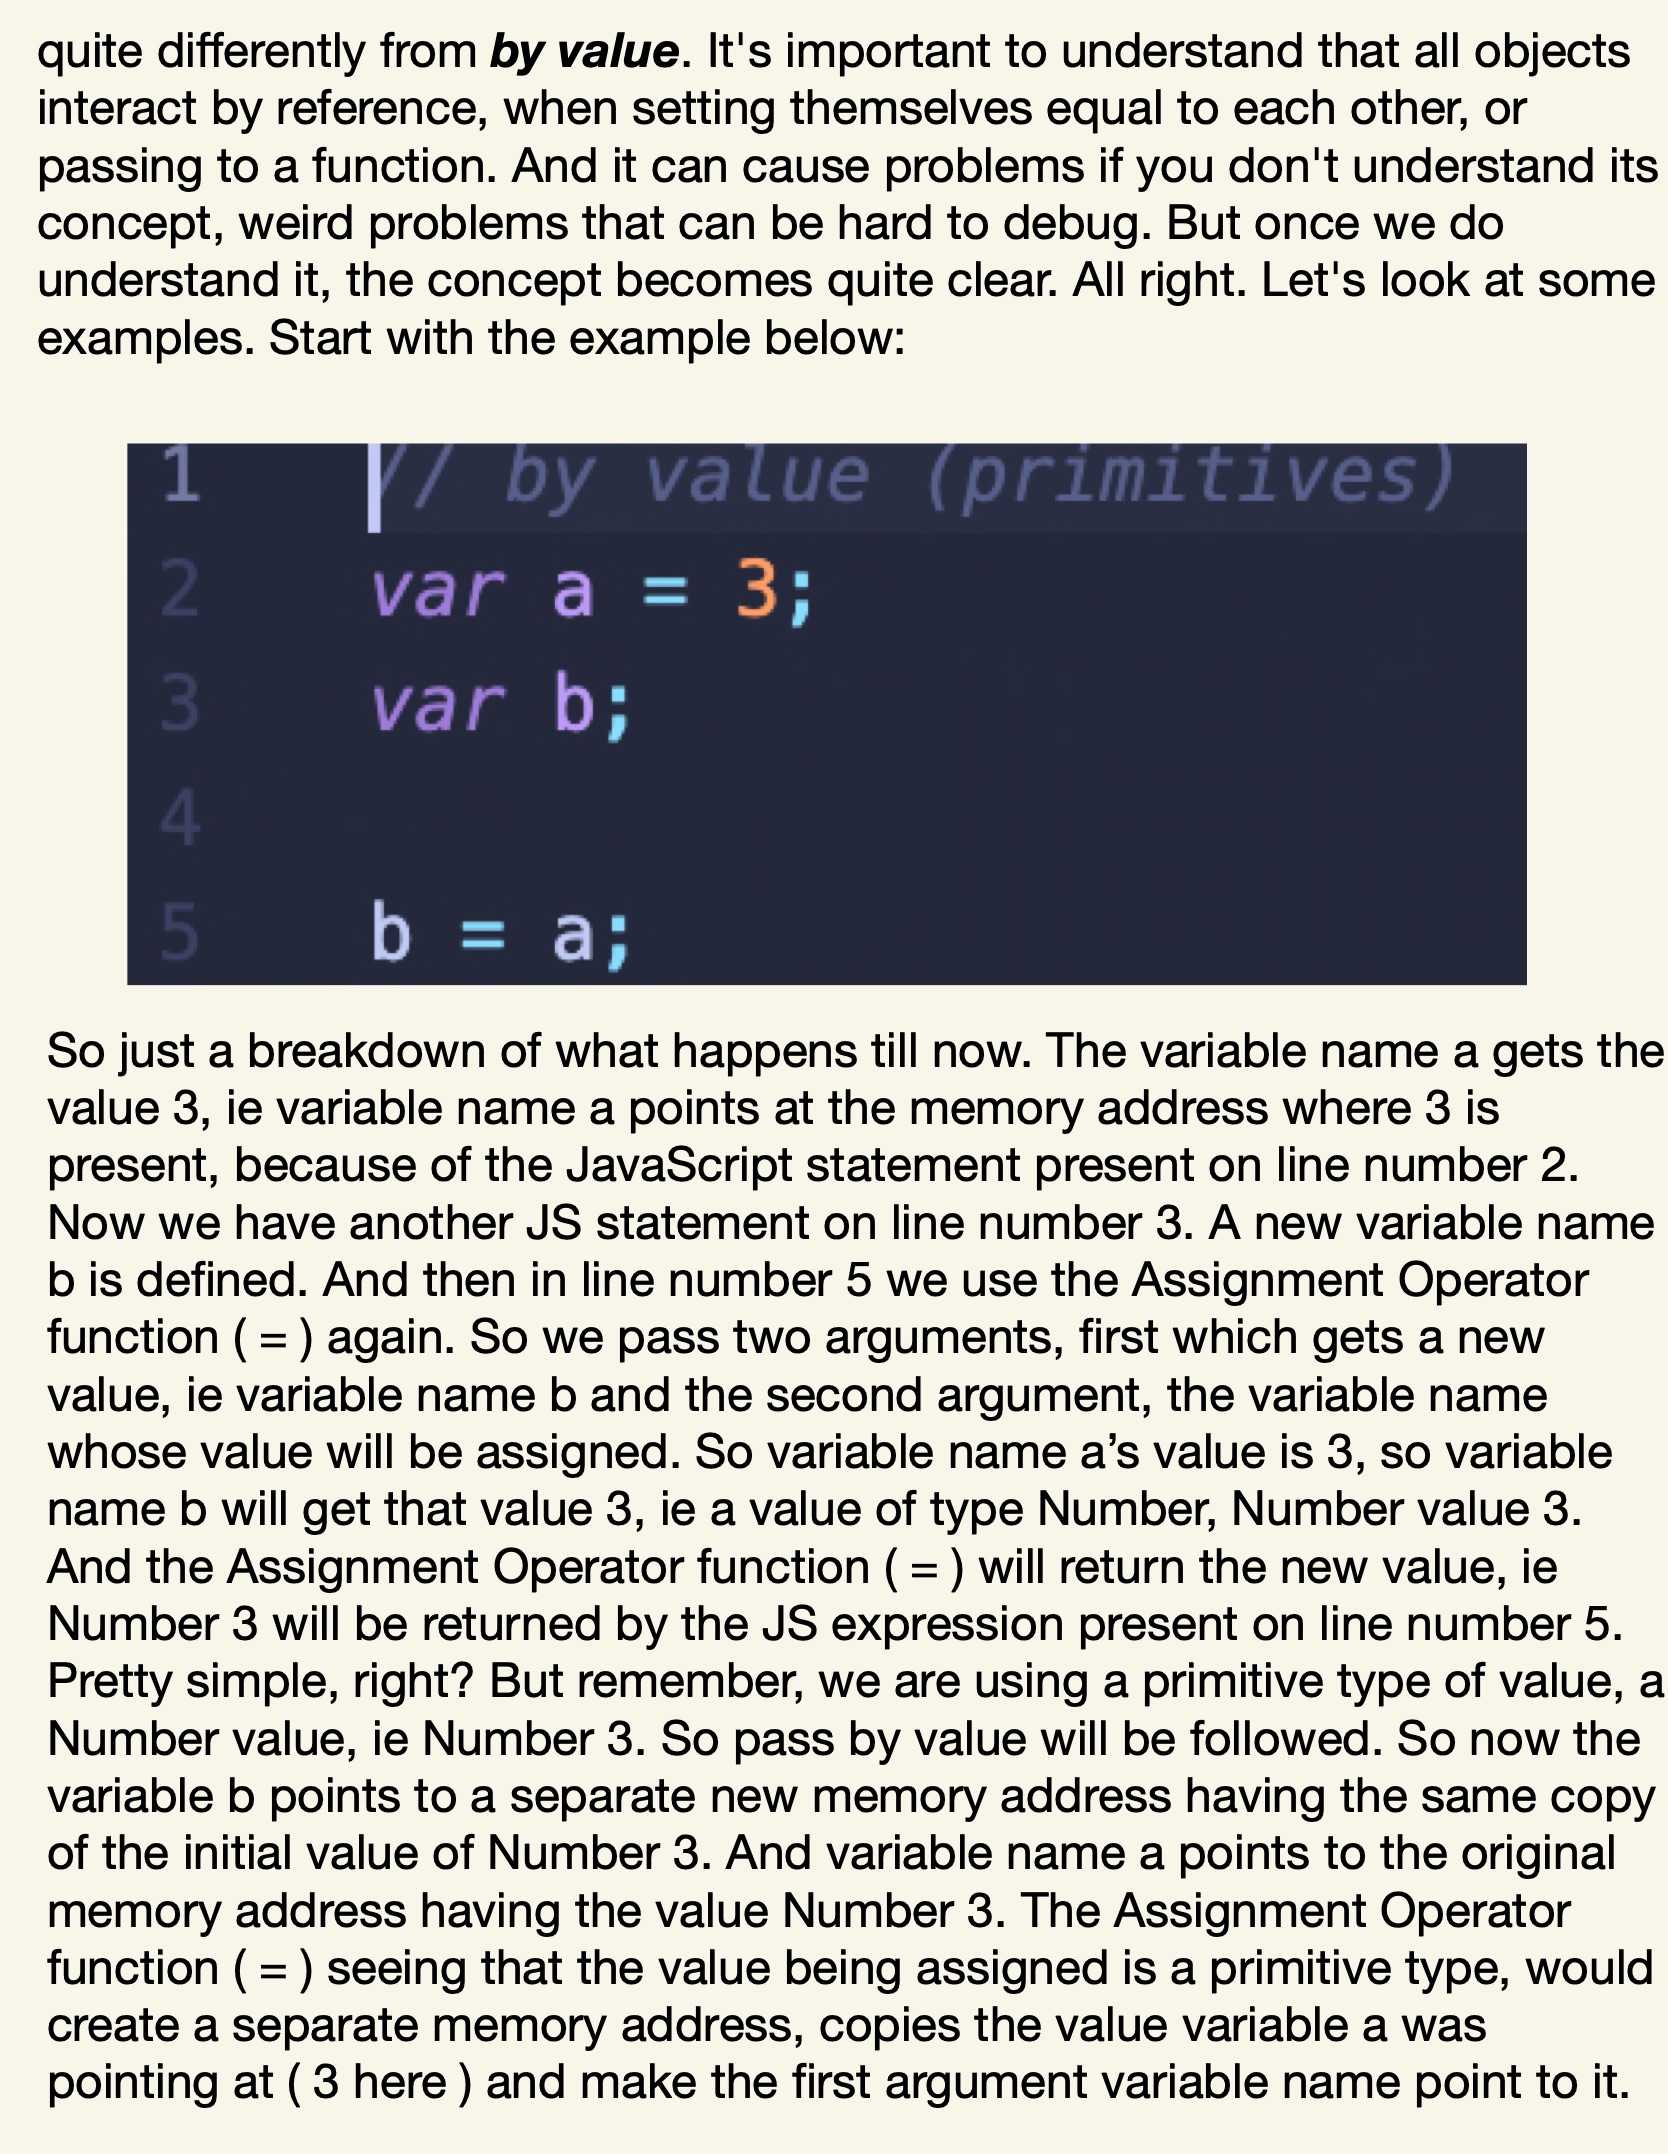 quite differently from by value. It's important to understand that all objects
interact by reference, when setting themselves equal to each other, or
passing to a function. And it can cause problems if you don't understand its
concept, weird problems that can be hard to debug. But once we do
understand it, the concept becomes quite clear. All right. Let's look at some
examples. Start with the example below:
1 // by value (primitives)
2 var a = 3;
3 var b;
4
5 b = a;
So just a breakdown of what happens till now. The variable name a gets the
value 3, ie variable name a points at the memory address where 3 is
present, because of the JavaScript statement present on line number 2.
Now we have another JS statement on line number 3. A new variable name
b is defined. And then in line number 5 we use the Assignment Operator
function ( = ) again. So we pass two arguments, first which gets a new
value, ie variable name b and the second argument, the variable name
whose value will be assigned. So variable name a’s value is 3, so variable
name b will get that value 3, ie a value of type Number, Number value 3.
And the Assignment Operator function ( = ) will return the new value, ie
Number 3 will be returned by the JS expression present on line number 5.
Pretty simple, right? But remember, we are using a primitive type of value, a
Number value, ie Number 3. So pass by value will be followed. So now the
variable b points to a separate new memory address having the same copy
of the initial value of Number 3. And variable name a points to the original
memory address having the value Number 3. The Assignment Operator
function ( = ) seeing that the value being assigned is a primitive type, would
create a separate memory address, copies the value variable a was
pointing at ( 3 here ) and make the first argument variable name point to it.